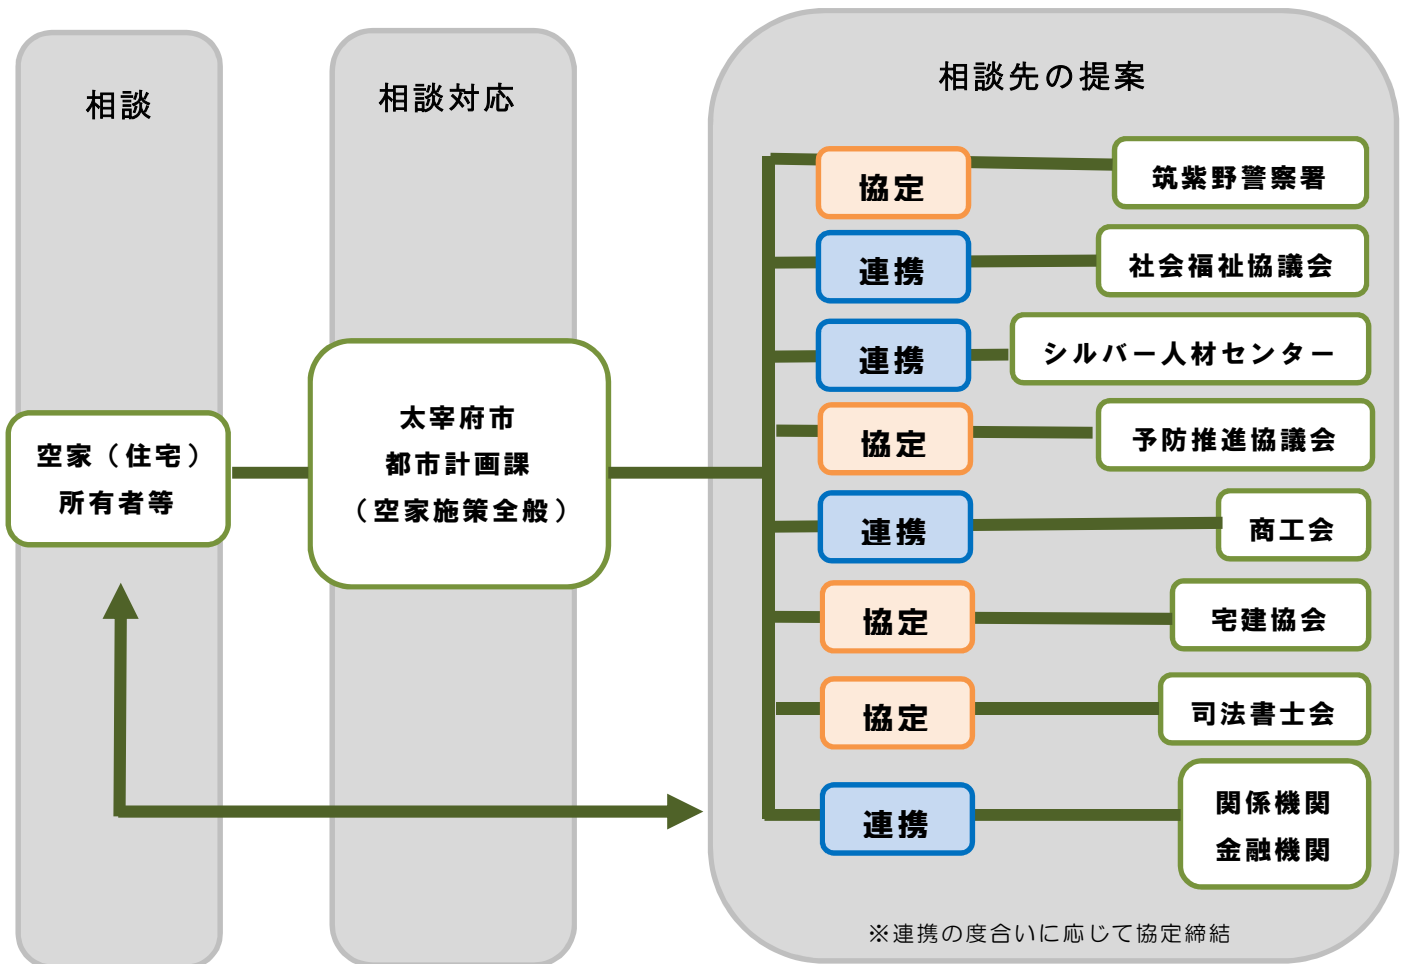 相談
相談対応
相談先の提案
空家（住宅）
所有者等
太宰府市
都市計画課
（空家施策全般）
協定
筑紫野警察署
連携
社会福祉協議会
連携
シルバー人材センター
協定
予防推進協議会
連携
商工会
協定
宅建協会
協定
司法書士会
連携
関係機関
金融機関
※連携の度合いに応じて協定締結